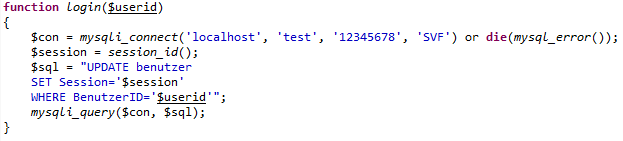 function login($userid)
{
$con = mysqli_connect('localhost', 'test', '12345678', 'SVF') or die(mysql_error());
$session = session_id();
$sql = "UPDATE benutzer
SET Session='$session'
WHERE BenutzerID='$userid'";
mysqli_query($con, $sql);
}